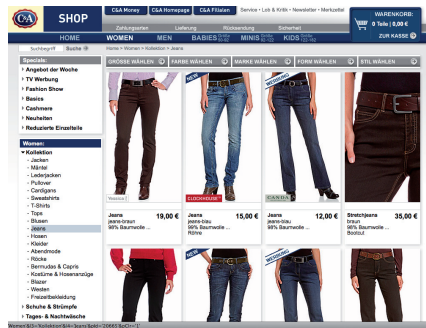 C&A
SHOP
C&A Money
C&A Homepage
C&A Filialen
Service • Lob & Kritik • Newsletter • Merkzettel
WARENKORB:
0 Teile | 0,00 €
ZUR KASSE
Zahlungsarten
Lieferung
Rücksendung
Sicherheit
HOME
WOMEN
MEN
BABIES
MINIS
KIDS
Suchbegriff
Suche
Home > Women > Kollektion > Jeans
Specials:
Angebot der Woche
TV Werbung
Fashion Show
Basics
Cashmere
Neuheiten
Reduzierte Einzelteile
Women:
Kollektion
- Jacken
- Mäntel
- Lederjacken
- Pullover
- Cardigans
- Sweatshirts
- T-Shirts
- Tops
- Blusen
- Jeans
- Hosen
- Kleider
- Abendmode
- Röcke
- Bermudas & Capris
- Kostüme & Hosenanzüge
- Blazer
- Westen
- Freizeitbekleidung
Schuhe & Strümpfe
Tages- & Nachtwäsche
GRÖSSE WÄHLEN
FARBE WÄHLEN
MARKE WÄHLEN
FORM WÄHLEN
STIL WÄHLEN
NEW
WERBUNG
Yessica
CLOCKHOUSE
CANDA
Jeans 19,00 €
jeans-braun
98% Baumwolle ...
Jeans 15,00 €
jeans-blau
99% Baumwolle ...
Röhre
Jeans 12,00 €
jeans-blau
98% Baumwolle ...
Stretchjeans 35,00 €
braun
98% Baumwolle ...
Bootcut
NEW
WERBUNG